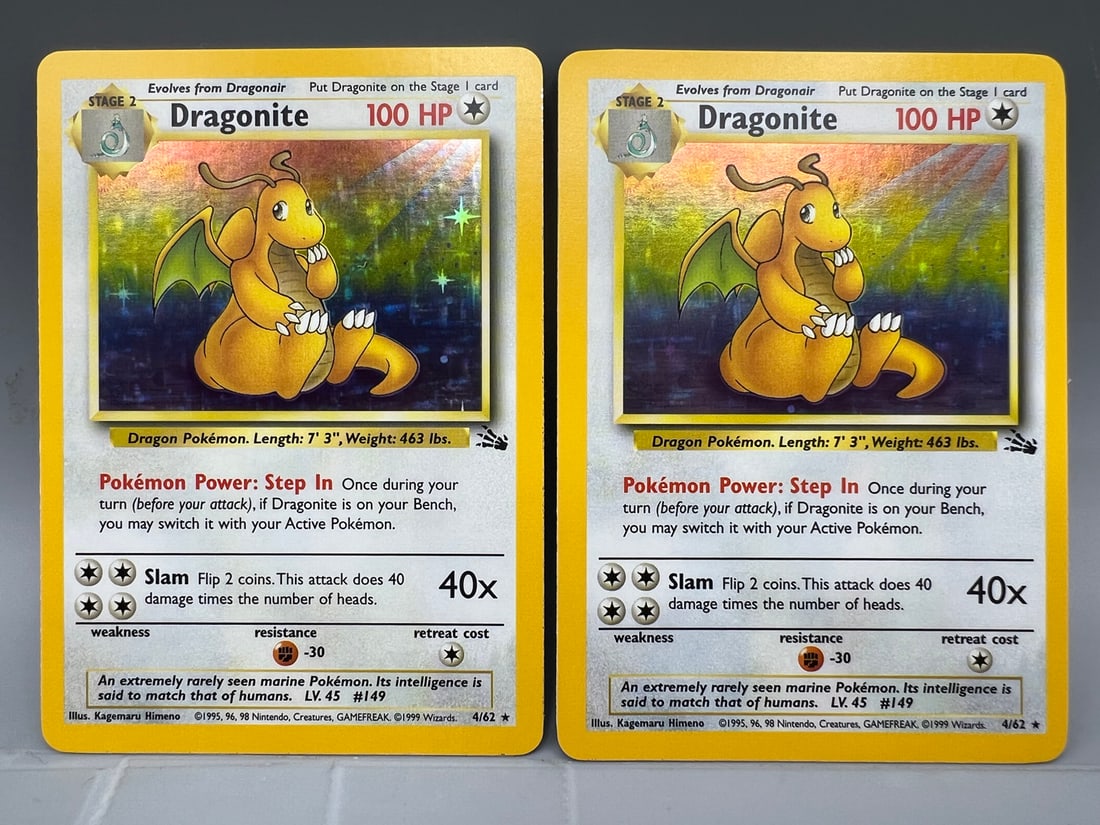 Evolves from Dragonair Put Dragonite on the Stage 1 card
STAGE 2
Dragonite 100 HP
Dragon Pokémon. Length: 7' 3", Weight: 463 lbs.
Pokémon Power: Step In Once during your
turn (before your attack), if Dragonite is on your Bench,
you may switch it with your Active Pokémon.
Slam Flip 2 coins. This attack does 40
damage times the number of heads.
40x
weakness resistance retreat cost
-30
An extremely rarely seen marine Pokémon. Its intelligence is
said to match that of humans. LV. 45 #149
Illus. Kagemaru Himeno ©1995, 96, 98 Nintendo, Creatures, GAMEFREAK. ©1999 Wizards. 4/62 ★
Evolves from Dragonair Put Dragonite on the Stage 1 card
STAGE 2
Dragonite 100 HP
Dragon Pokémon. Length: 7' 3", Weight: 463 lbs.
Pokémon Power: Step In Once during your
turn (before your attack), if Dragonite is on your Bench,
you may switch it with your Active Pokémon.
Slam Flip 2 coins. This attack does 40
damage times the number of heads.
40x
weakness resistance retreat cost
-30
An extremely rarely seen marine Pokémon. Its intelligence is
said to match that of humans. LV. 45 #149
Illus. Kagemaru Himeno ©1995, 96, 98 Nintendo, Creatures, GAMEFREAK. ©1999 Wizards. 4/62 ★